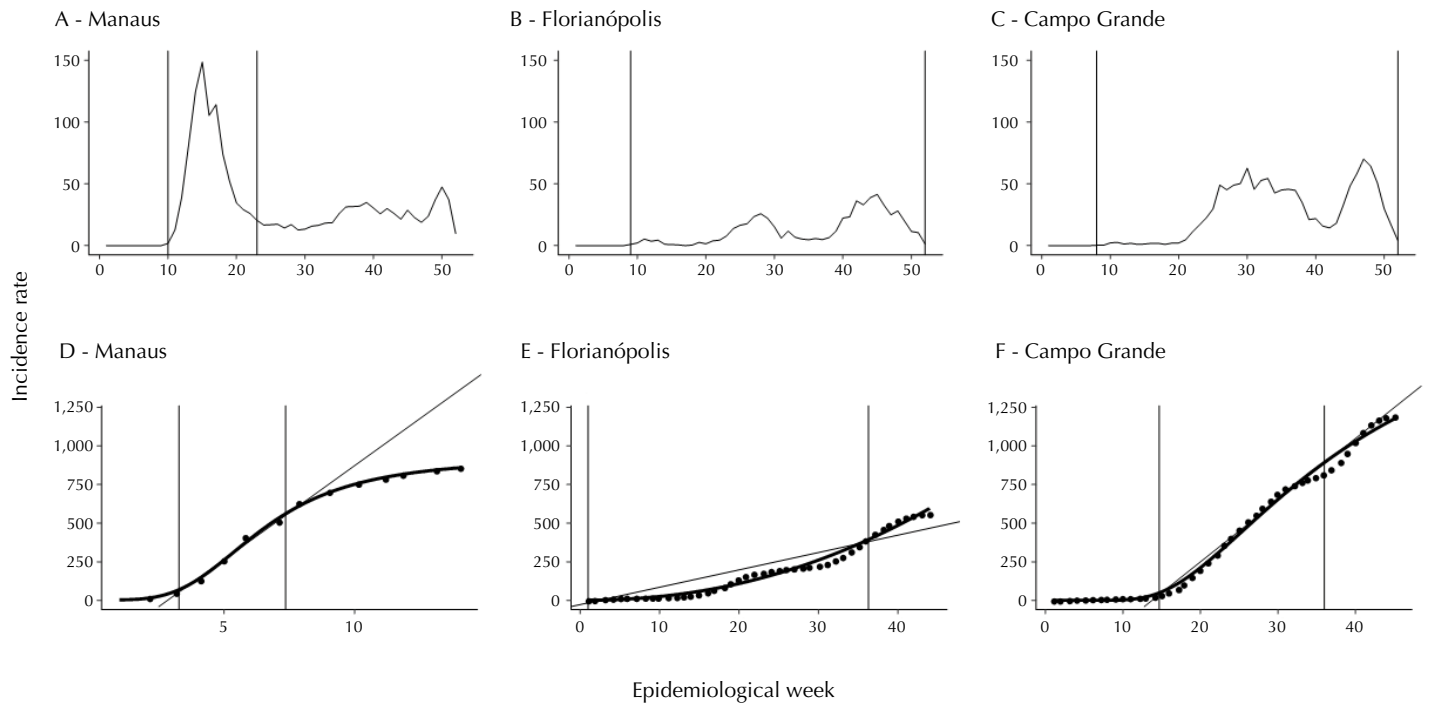 A - Manaus
B - Florianópolis
C - Campo Grande
150
100
50
0
0 10 20 30 40 50
150
100
50
0
0 10 20 30 40 50
150
100
50
0
0 10 20 30 40 50
Incidence rate
D - Manaus
E - Florianópolis
F - Campo Grande
1,250
1,000
750
500
250
0
5 10
1,250
1,000
750
500
250
0
0 10 20 30 40
1,250
1,000
750
500
250
0
0 10 20 30 40
Epidemiological week